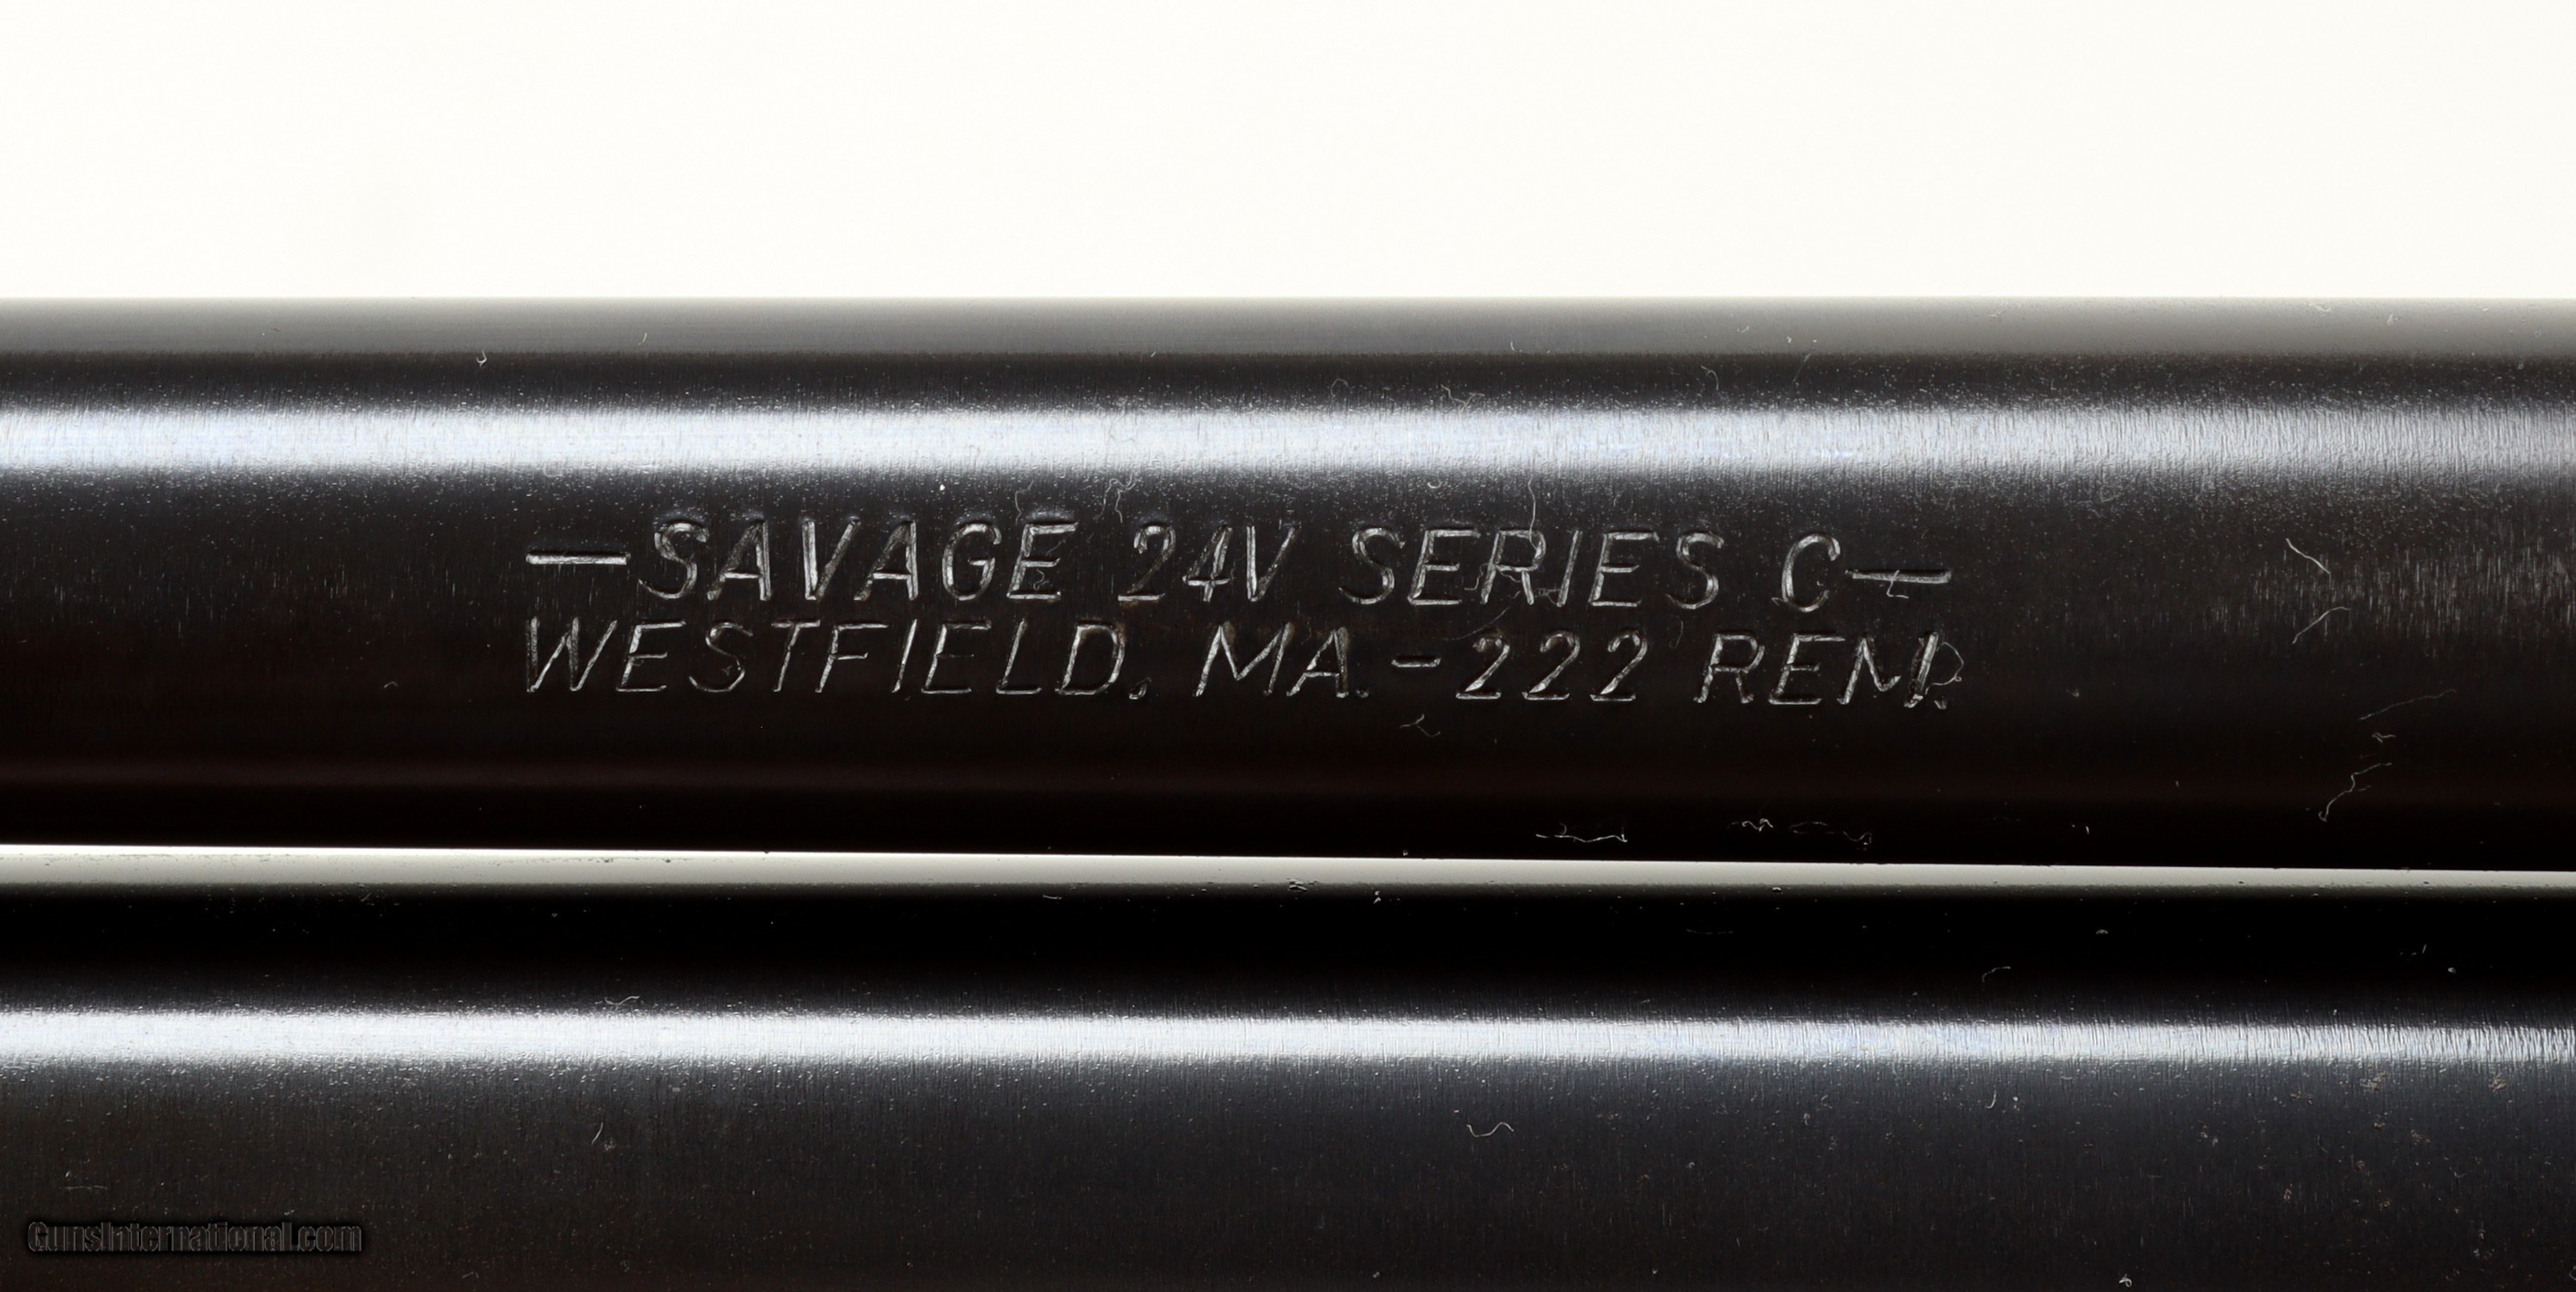 —SAVAGE 24V SERIES C—
WESTFIELD, MA.-222 REM.
GunsInternational.com